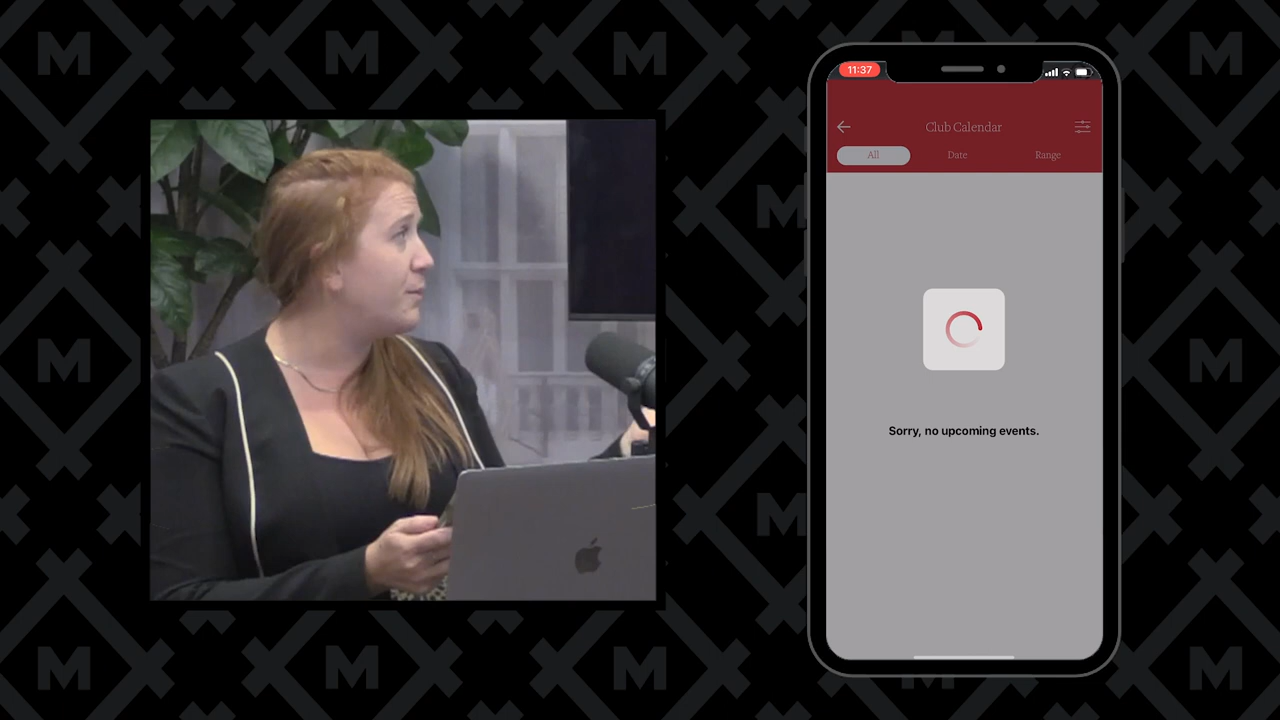 11:37
Club Calendar
All Date Range
Sorry, no upcoming events.